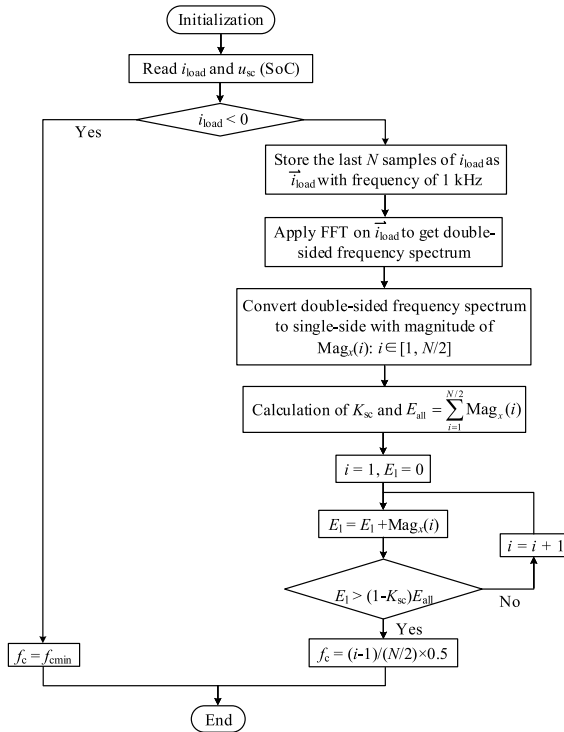 Initialization
Read i_load and u_sc (SoC)
i_load < 0
Yes
Store the last N samples of i_load as
i⃗_load with frequency of 1 kHz
Apply FFT on i⃗_load to get double-
sided frequency spectrum
Convert double-sided frequency spectrum
to single-side with magnitude of
Mag_x(i): i∈[1, N/2]
Calculation of K_sc and E_all = ∑_{i=1}^{N/2} Mag_x(i)
i = 1, E_l = 0
E_l = E_l +Mag_x(i)
i = i + 1
E_l > (1-K_sc)E_all
No
Yes
f_c = f_cmin
f_c = (i-1)/(N/2)×0.5
End